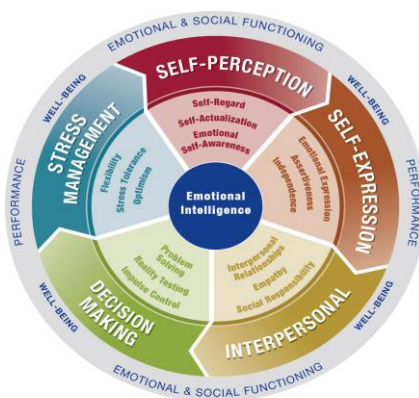 EMOTIONAL & SOCIAL FUNCTIONING
WELL-BEING
WELL-BEING
PERFORMANCE
PERFORMANCE
SELF-PERCEPTION
Self-Regard
Self-Actualization
Emotional
Self-Awareness
SELF-EXPRESSION
Emotional Expression
Assertiveness
Independence
INTERPERSONAL
Interpersonal
Relationships
Empathy
Social Responsibility
DECISION
MAKING
Problem
Solving
Reality Testing
Impulse Control
STRESS
MANAGEMENT
Flexibility
Stress Tolerance
Optimism
Emotional
Intelligence
WELL-BEING
WELL-BEING
EMOTIONAL & SOCIAL FUNCTIONING